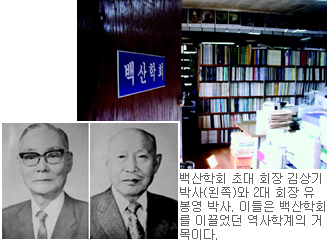 백산학회
백산학회 초대 회장 김상기
박사(왼쪽)와 2대 회장 유
봉영 박사. 이들은 백산학회
를 이끌었던 역사학계의 거
목이다.